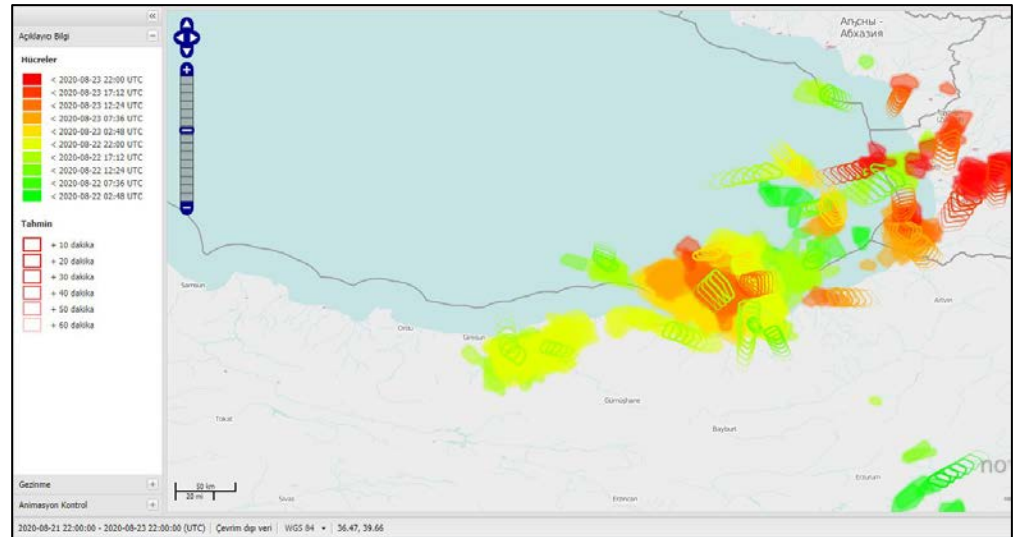 Açıklayıcı Bilgi
Hücreler
< 2020-08-23 22:00 UTC
< 2020-08-23 17:12 UTC
< 2020-08-23 12:24 UTC
< 2020-08-23 07:36 UTC
< 2020-08-23 02:48 UTC
< 2020-08-22 22:00 UTC
< 2020-08-22 17:12 UTC
< 2020-08-22 12:24 UTC
< 2020-08-22 07:36 UTC
< 2020-08-22 02:48 UTC
Tahmin
+ 10 dakika
+ 20 dakika
+ 30 dakika
+ 40 dakika
+ 50 dakika
+ 60 dakika
Gezinme
Animasyon Kontrol
Аҧсны -
Абхазия
Samsun
Ordu
Giresun
Artvin
Gümüşhane
Tokat
Bayburt
Erzurum
Sivas
Erzincan
no
50 km
20 mi
2020-08-21 22:00:00 - 2020-08-23 22:00:00 (UTC) Çevrim dışı veri WGS 84 36.47, 39.66